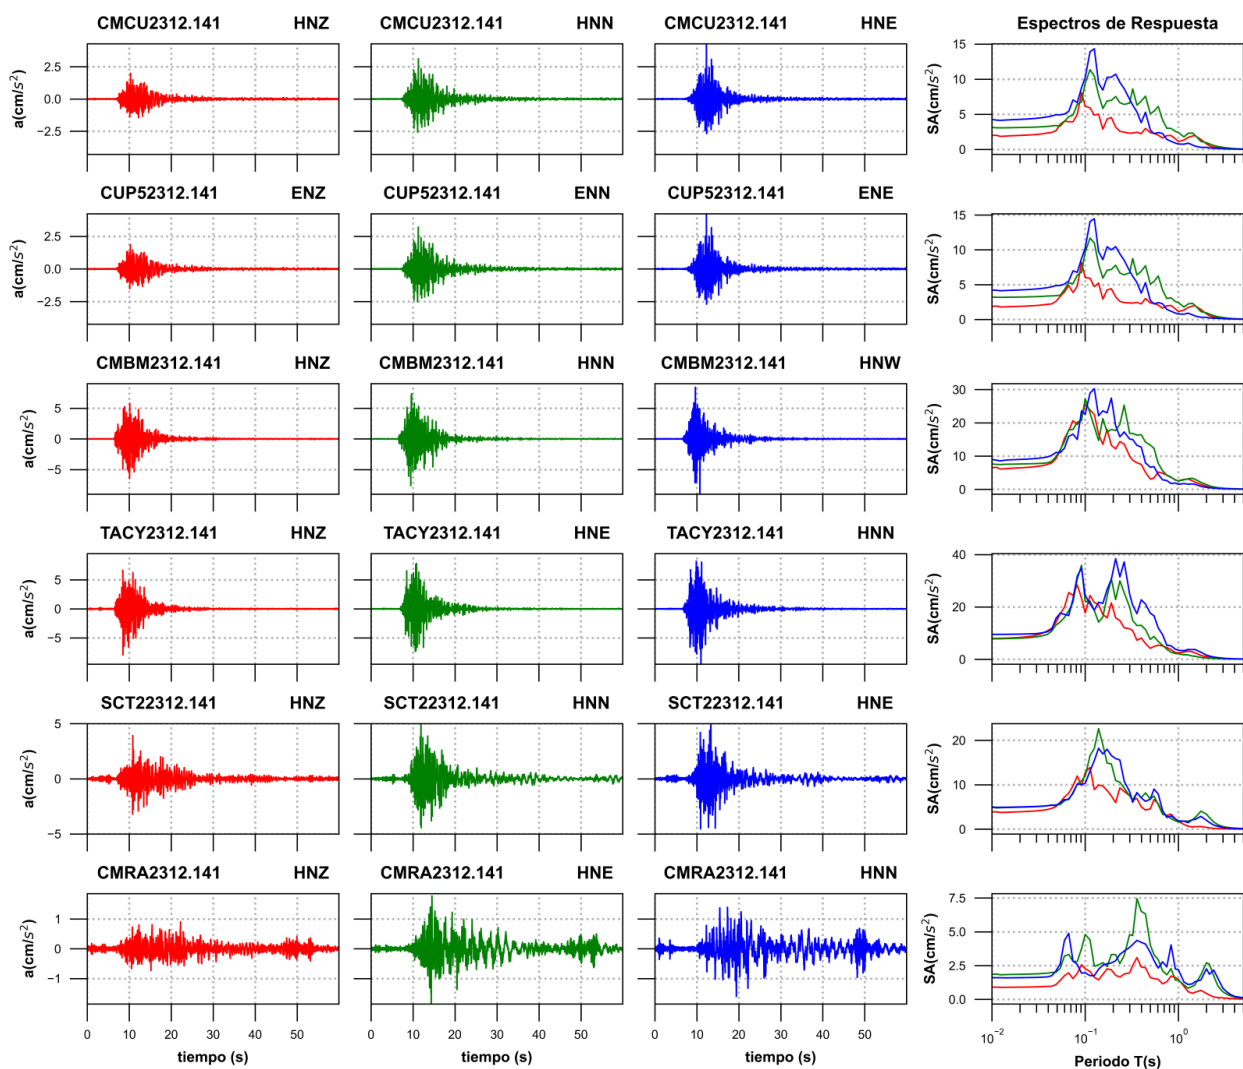 CMCU2312.141 HNZ CMCU2312.141 HNN CMCU2312.141 HNE Espectros de Respuesta
a(cm/s²) 2.5 0.0 −2.5 SA(cm/s²) 15 10 5 0
CUP52312.141 ENZ CUP52312.141 ENN CUP52312.141 ENE
a(cm/s²) 2.5 0.0 −2.5 SA(cm/s²) 15 10 5 0
CMBM2312.141 HNZ CMBM2312.141 HNN CMBM2312.141 HNW
a(cm/s²) 5 0 −5 SA(cm/s²) 30 20 10 0
TACY2312.141 HNZ TACY2312.141 HNE TACY2312.141 HNN
a(cm/s²) 5 0 −5 SA(cm/s²) 40 20 0
SCT22312.141 HNZ SCT22312.141 HNN SCT22312.141 HNE
a(cm/s²) 5 0 −5 SA(cm/s²) 20 10 0
CMRA2312.141 HNZ CMRA2312.141 HNE CMRA2312.141 HNN
a(cm/s²) 1 0 −1 SA(cm/s²) 7.5 5.0 2.5 0.0
0 10 20 30 40 50 0 10 20 30 40 50 0 10 20 30 40 50 10⁻² 10⁻¹ 10⁰
tiempo (s) tiempo (s) tiempo (s) Periodo T(s)